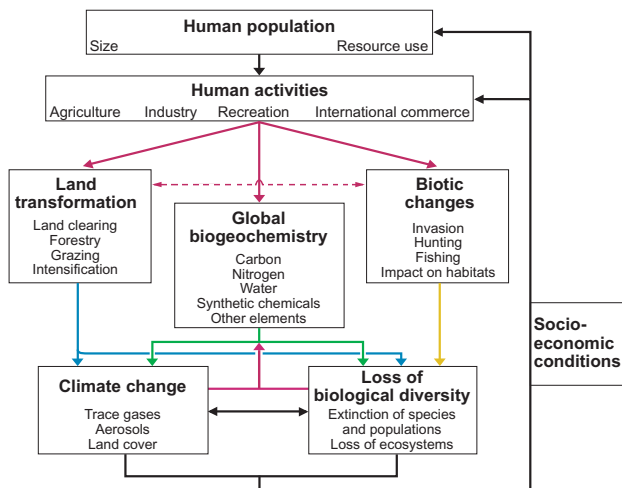 Human population
Size Resource use
Human activities
Agriculture Industry Recreation International commerce
Land
transformation
Land clearing
Forestry
Grazing
Intensification
Global
biogeochemistry
Carbon
Nitrogen
Water
Synthetic chemicals
Other elements
Biotic
changes
Invasion
Hunting
Fishing
Impact on habitats
Socio-
economic
conditions
Climate change
Trace gases
Aerosols
Land cover
Loss of
biological diversity
Extinction of species
and populations
Loss of ecosystems